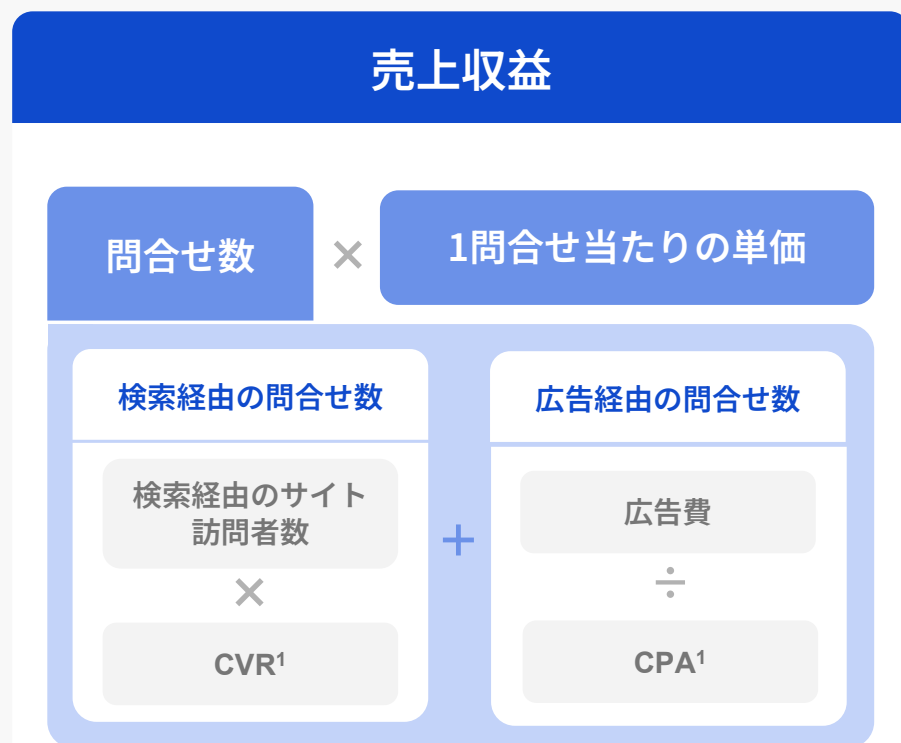 売上収益
問合せ数
×
1問合せ当たりの単価
検索経由の問合せ数
検索経由のサイト
訪問者数
×
CVR¹
+
広告経由の問合せ数
広告費
÷
CPA¹